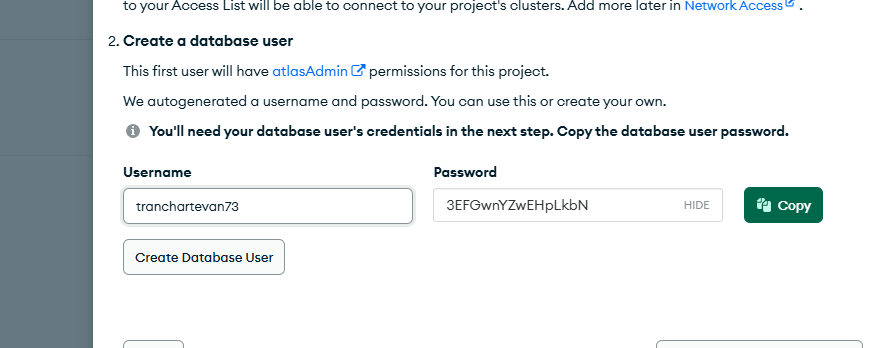 to your Access List will be able to connect to your project's clusters. Add more later in Network Access .
2. Create a database user
This first user will have atlasAdmin permissions for this project.
We autogenerated a username and password. You can use this or create your own.
You'll need your database user's credentials in the next step. Copy the database user password.
Username Password
tranchartevan73 3EFGwnYZwEHpLkbN HIDE Copy
Create Database User